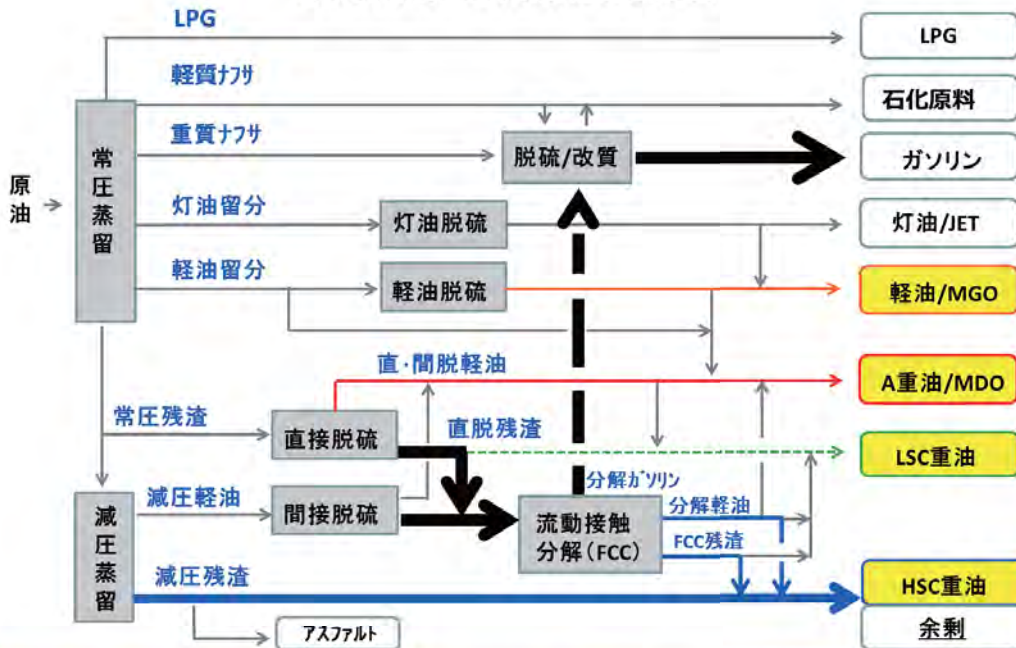 LPG
LPG
軽質ナフサ
石化原料
重質ナフサ
脱硫/改質
ガソリン
常圧蒸留
原油
灯油留分
灯油脱硫
灯油/JET
軽油留分
軽油脱硫
軽油/MGO
直・間脱軽油
A重油/MDO
常圧残渣
直接脱硫
直脱残渣
LSC重油
分解ガソリン
減圧軽油
間接脱硫
流動接触
分解(FCC)
分解軽油
FCC残渣
減圧蒸留
減圧残渣
HSC重油
余剰
アスファルト